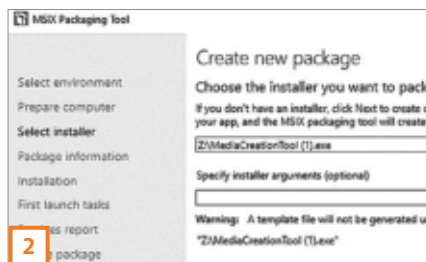 MSIX Packaging Tool
Select environment
Prepare computer
Select installer
Package information
Installation
First launch tasks
es report
package
2
Create new package
Choose the installer you want to pack
If you don't have an installer, click Next to create
your app, and the MSIX packaging tool will create
Z:\MediaCreationTool (1).exe
Specify installer arguments (optional)
Warning: A template file will not be generated u
"Z:\MediaCreationTool (1).exe"